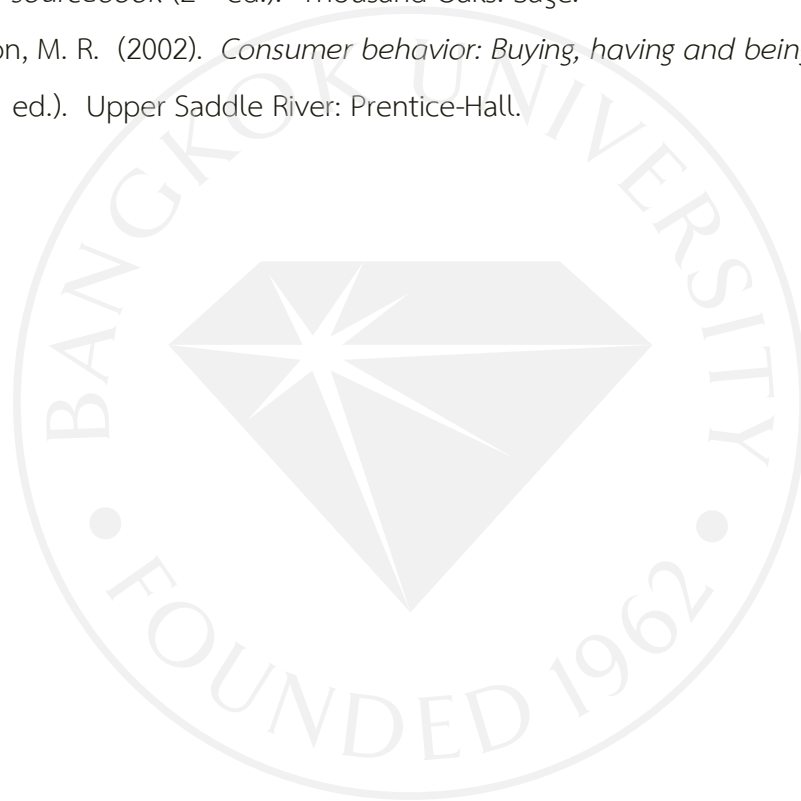 sourcebook (2 ed.). Thousand Oaks: Sage.
on, M. R. (2002). Consumer behavior: Buying, having and being
ed.). Upper Saddle River: Prentice-Hall.
BANGKOK UNIVERSITY
FOUNDED 1962